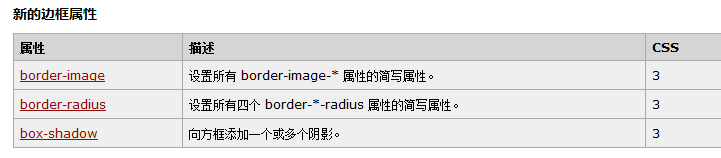 新的边框属性
属性 描述 CSS
border-image 设置所有 border-image-* 属性的简写属性。 3
border-radius 设置所有四个 border-*-radius 属性的简写属性。 3
box-shadow 向方框添加一个或多个阴影。 3